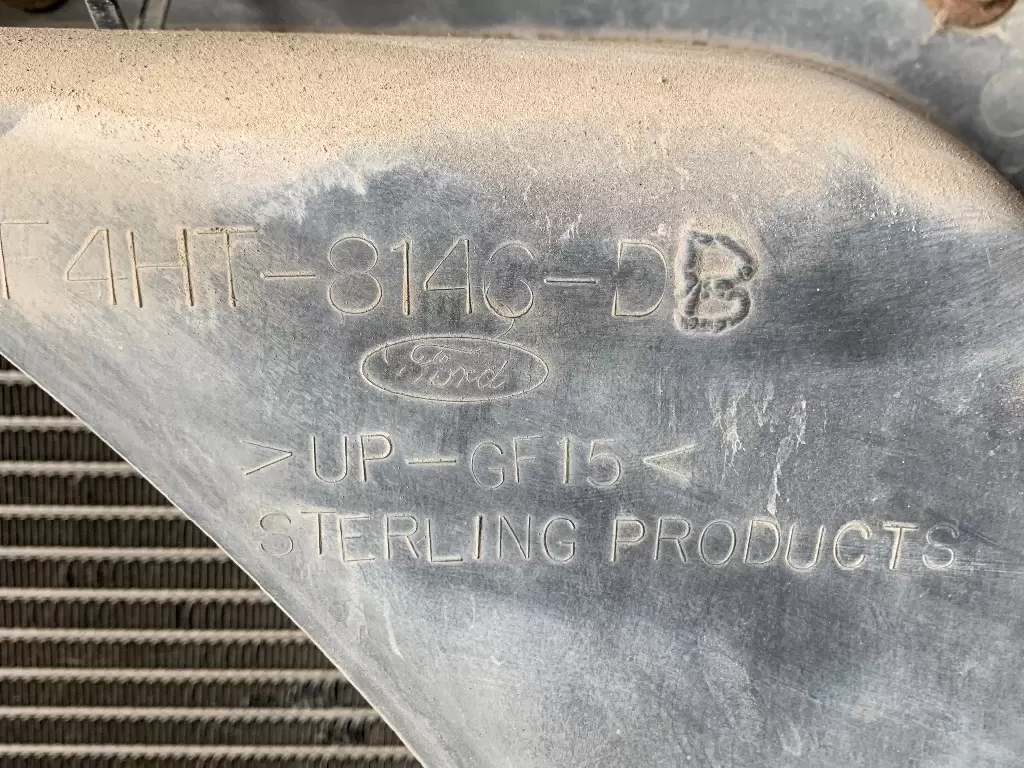 F4HT-8146-DB
Ford
>UP-GF15<
STERLING PRODUCTS